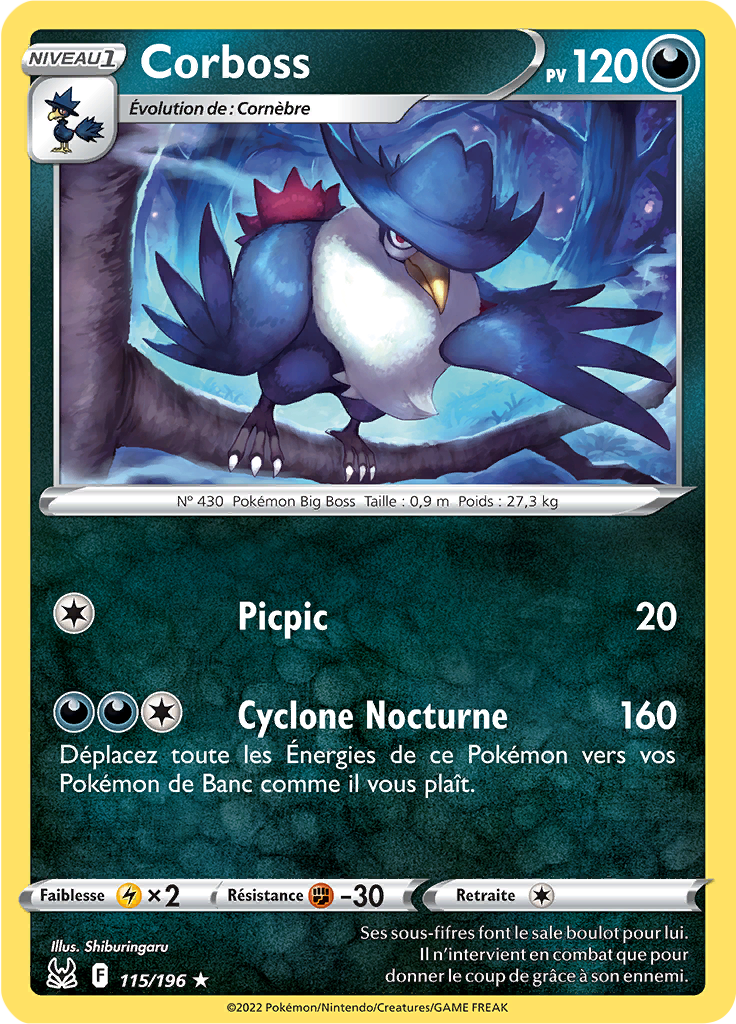 NIVEAU 1
Corboss
PV 120
Évolution de : Cornèbre
N° 430 Pokémon Big Boss Taille : 0,9 m Poids : 27,3 kg
Picpic 20
Cyclone Nocturne 160
Déplacez toute les Énergies de ce Pokémon vers vos
Pokémon de Banc comme il vous plaît.
Faiblesse ×2 Résistance -30 Retraite
Illus. Shiburingaru
F 115/196 ★
Ses sous-fifres font le sale boulot pour lui.
Il n'intervient en combat que pour
donner le coup de grâce à son ennemi.
©2022 Pokémon/Nintendo/Creatures/GAME FREAK